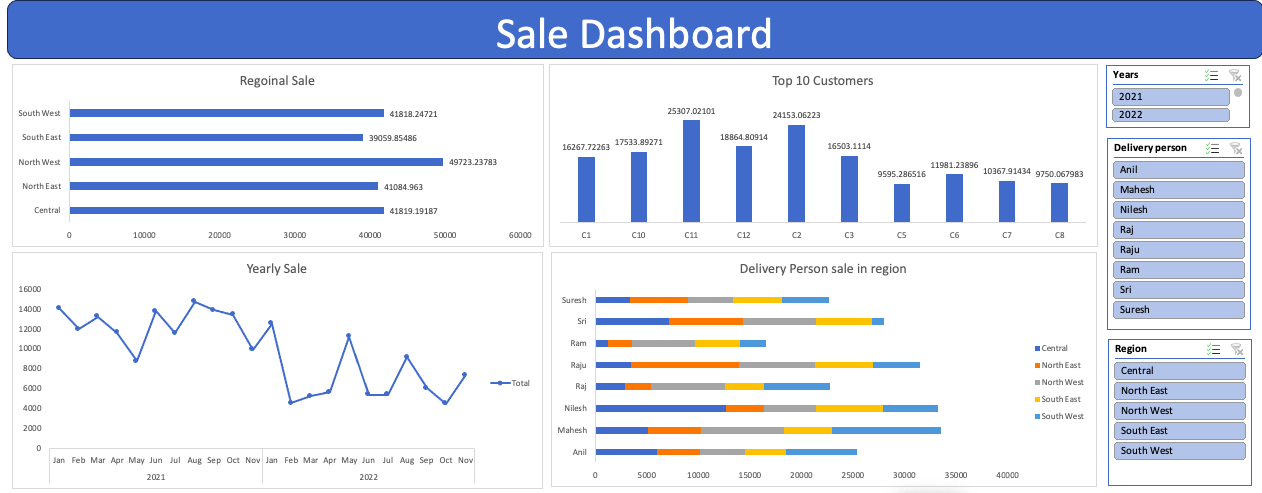 Sale Dashboard
Regoinal Sale
South West 41818.24721
South East 39059.85486
North West 49723.23783
North East 41084.963
Central 41819.19187
0 10000 20000 30000 40000 50000 60000
Top 10 Customers
16267.72263 17533.89271 25307.02101 18864.80914 24153.06223 16503.1114 9595.286516 11981.23896 10367.91434 9750.067983
C1 C10 C11 C12 C2 C3 C5 C6 C7 C8
Years
2021
2022
Delivery person
Anil
Mahesh
Nilesh
Raj
Raju
Ram
Sri
Suresh
Yearly Sale
16000
14000
12000
10000
8000
6000
4000
2000
0
Total
Jan Feb Mar Apr May Jun Jul Aug Sep Oct Nov Jan Feb Mar Apr May Jun Jul Aug Sep Oct Nov
2021 2022
Delivery Person sale in region
Suresh
Sri
Ram
Raju
Raj
Nilesh
Mahesh
Anil
0 5000 10000 15000 20000 25000 30000 35000 40000
Central
North East
North West
South East
South West
Region
Central
North East
North West
South East
South West